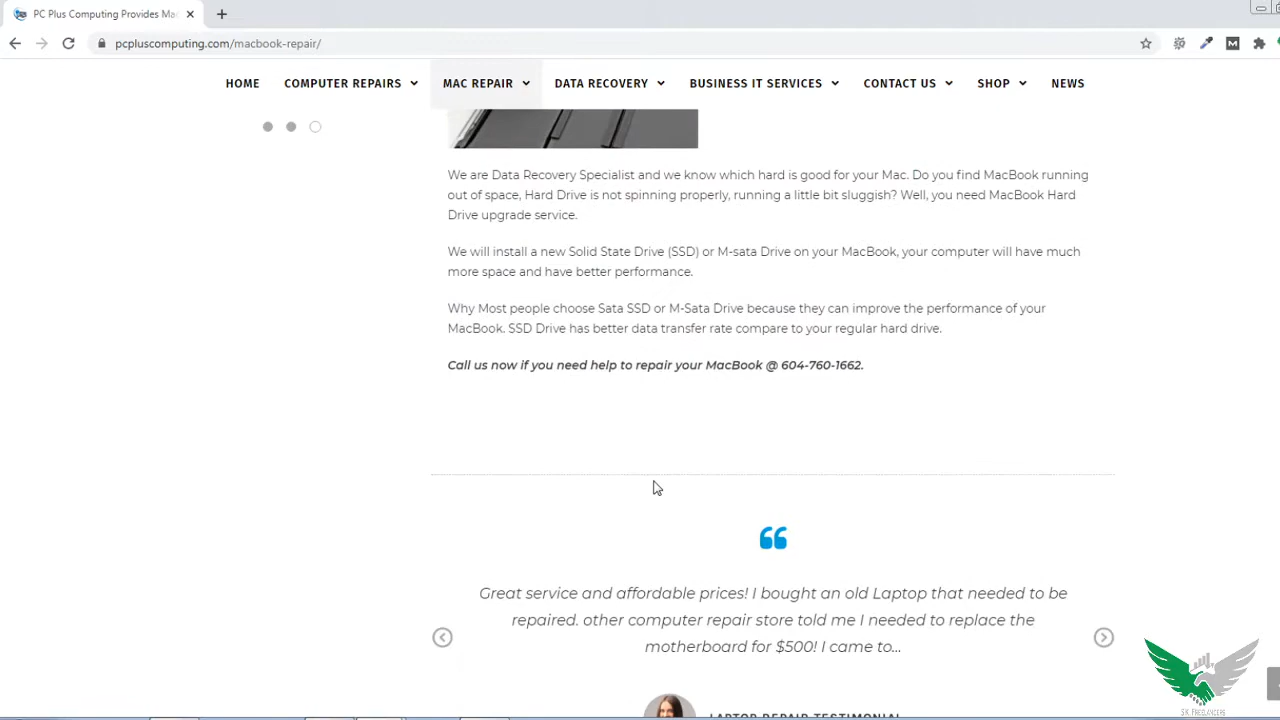 PC Plus Computing Provides Mac
pcpluscomputing.com/macbook-repair/
HOME COMPUTER REPAIRS MAC REPAIR DATA RECOVERY BUSINESS IT SERVICES CONTACT US SHOP NEWS
We are Data Recovery Specialist and we know which hard is good for your Mac. Do you find MacBook running
out of space, Hard Drive is not spinning properly, running a little bit sluggish? Well, you need MacBook Hard
Drive upgrade service.
We will install a new Solid State Drive (SSD) or M-sata Drive on your MacBook, your computer will have much
more space and have better performance.
Why Most people choose Sata SSD or M-Sata Drive because they can improve the performance of your
MacBook. SSD Drive has better data transfer rate compare to your regular hard drive.
Call us now if you need help to repair your MacBook @ 604-760-1662.
Great service and affordable prices! I bought an old Laptop that needed to be
repaired. other computer repair store told me I needed to replace the
motherboard for $500! I came to...
LAPTOP REPAIR TESTIMONIAL
SK FREELANCERS